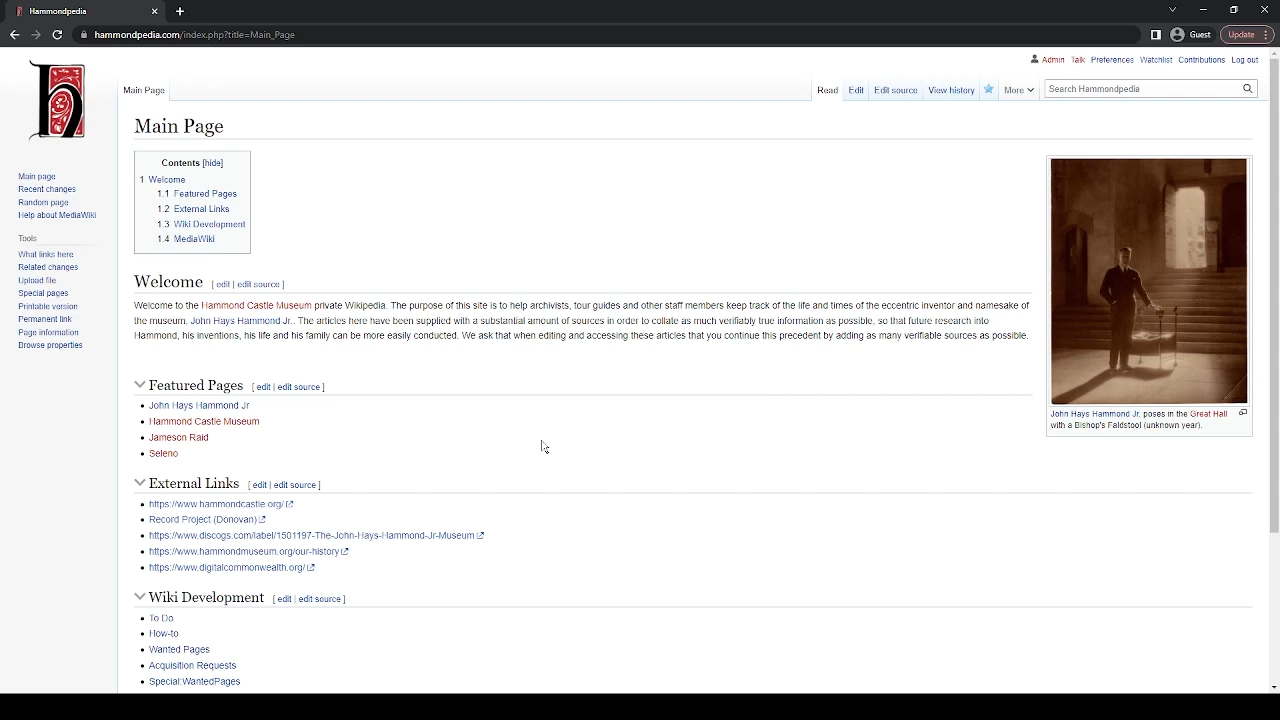 Hammondpedia
hammondpedia.com/index.php?title=Main_Page
Guest
Update
Admin Talk Preferences Watchlist Contributions Log out
Main Page
Read Edit Edit source View history More
Search Hammondpedia
Main page
Recent changes
Random page
Help about MediaWiki
Tools
What links here
Related changes
Upload file
Special pages
Printable version
Permanent link
Page information
Browse properties
Main Page
Contents [hide]
1 Welcome
1.1 Featured Pages
1.2 External Links
1.3 Wiki Development
1.4 MediaWiki
Welcome [ edit | edit source ]
Welcome to the Hammond Castle Museum private Wikipedia. The purpose of this site is to help archivists, tour guides and other staff members keep track of the life and times of the eccentric inventor and namesake of
the museum, John Hays Hammond Jr.. The articles here have been supplied with a substantial amount of sources in order to collate as much verifiably true information as possible, so that future research into
Hammond, his inventions, his life and his family can be more easily conducted. We ask that when editing and accessing these articles that you continue this precedent by adding as many verifiable sources as possible.
John Hays Hammond Jr. poses in the Great Hall
with a Bishop's Faldstool (unknown year).
Featured Pages [ edit | edit source ]
• John Hays Hammond Jr
• Hammond Castle Museum
• Jameson Raid
• Seleno
External Links [ edit | edit source ]
• https://www.hammondcastle.org/
• Record Project (Donovan)
• https://www.discogs.com/label/1501197-The-John-Hays-Hammond-Jr-Museum
• https://www.hammondmuseum.org/our-history
• https://www.digitalcommonwealth.org/
Wiki Development [ edit | edit source ]
• To Do
• How-to
• Wanted Pages
• Acquisition Requests
• Special:WantedPages